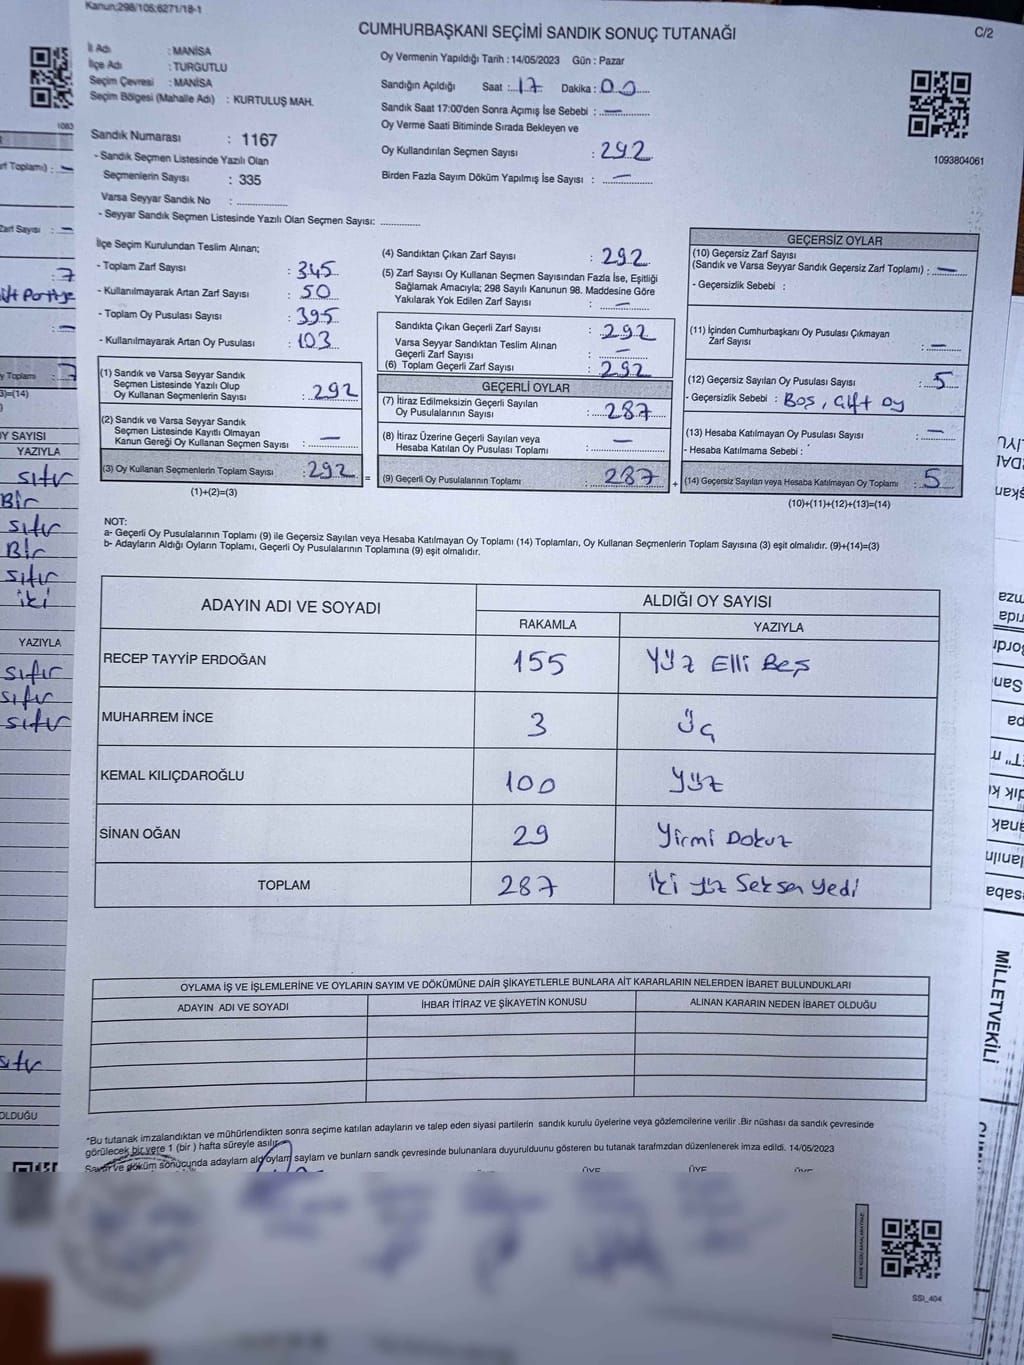 Kanun;298/105;6271/18-1
CUMHURBAŞKANI SEÇİMİ SANDIK SONUÇ TUTANAĞI
C/2
İl Adı : MANİSA
İlçe Adı : TURGUTLU
Seçim Çevresi : MANİSA
Seçim Bölgesi (Mahalle Adı) : KURTULUŞ MAH.
Sandık Numarası : 1167
- Sandık Seçmen Listesinde Yazılı Olan
Seçmenlerin Sayısı : 335
Varsa Seyyar Sandık No :
- Seyyar Sandık Seçmen Listesinde Yazılı Olan Seçmen Sayısı:
Oy Vermenin Yapıldığı Tarih : 14/05/2023 Gün : Pazar
Sandığın Açıldığı Saat : 17 Dakika : 00
Sandık Saat 17:00'den Sonra Açımış İse Sebebi : —
Oy Verme Saati Bitiminde Sırada Bekleyen ve
Oy Kullandırılan Seçmen Sayısı : 292
Birden Fazla Sayım Döküm Yapılmış İse Sayısı : —
1093804061
İlçe Seçim Kurulundan Teslim Alınan;
- Toplam Zarf Sayısı : 345
- Kullanılmayarak Artan Zarf Sayısı : 50
- Toplam Oy Pusulası Sayısı : 395
- Kullanılmayarak Artan Oy Pusulası : 103
(1) Sandık ve Varsa Seyyar Sandık
Seçmen Listesinde Yazılı Olup
Oy Kullanan Seçmenlerin Sayısı : 292
(2) Sandık ve Varsa Seyyar Sandık
Seçmen Listesinde Kayıtlı Olmayan
Kanun Gereği Oy Kullanan Seçmen Sayısı : —
(3) Oy Kullanan Seçmenlerin Toplam Sayısı : 292 =
(1)+(2)=(3)
(4) Sandıktan Çıkan Zarf Sayısı : 292
(5) Zarf Sayısı Oy Kullanan Seçmen Sayısından Fazla İse, Eşitliği
Sağlamak Amacıyla; 298 Sayılı Kanunun 98. Maddesine Göre
Yakılarak Yok Edilen Zarf Sayısı : —
Sandıkta Çıkan Geçerli Zarf Sayısı : 292
Varsa Seyyar Sandıktan Teslim Alınan
Geçerli Zarf Sayısı : —
(6) Toplam Geçerli Zarf Sayısı : 292
GEÇERLİ OYLAR
(7) İtiraz Edilmeksizin Geçerli Sayılan
Oy Pusulalarının Sayısı : 287
(8) İtiraz Üzerine Geçerli Sayılan veya
Hesaba Katılan Oy Pusulası Toplamı : —
(9) Geçerli Oy Pusulalarının Toplamı : 287 +
GEÇERSİZ OYLAR
(10) Geçersiz Zarf Sayısı
(Sandık ve Varsa Seyyar Sandık Geçersiz Zarf Toplamı) : —
- Geçersizlik Sebebi :
(11) İçinden Cumhurbaşkanı Oy Pusulası Çıkmayan
Zarf Sayısı : —
(12) Geçersiz Sayılan Oy Pusulası Sayısı : 5
- Geçersizlik Sebebi : Boş, çift oy
(13) Hesaba Katılmayan Oy Pusulası Sayısı : —
- Hesaba Katılmama Sebebi :
(14) Geçersiz Sayılan veya Hesaba Katılmayan Oy Toplamı : 5
(10)+(11)+(12)+(13)=(14)
NOT:
a- Geçerli Oy Pusulalarının Toplamı (9) ile Geçersiz Sayılan veya Hesaba Katılmayan Oy Toplamı (14) Toplamları, Oy Kullanan Seçmenlerin Toplam Sayısına (3) eşit olmalıdır. (9)+(14)=(3)
b- Adayların Aldığı Oyların Toplamı, Geçerli Oy Pusulalarının Toplamına (9) eşit olmalıdır.
ADAYIN ADI VE SOYADI ALDIĞI OY SAYISI
RAKAMLA YAZIYLA
RECEP TAYYİP ERDOĞAN 155 Yüz Elli Beş
MUHARREM İNCE 3 Üç
KEMAL KILIÇDAROĞLU 100 Yüz
SİNAN OĞAN 29 Yirmi Dokuz
TOPLAM 287 İki Yüz Seksen Yedi
OYLAMA İŞ VE İŞLEMLERİNE VE OYLARIN SAYIM VE DÖKÜMÜNE DAİR ŞİKAYETLERLE BUNLARA AİT KARARLARIN NELERDEN İBARET BULUNDUKLARI
ADAYIN ADI VE SOYADI İHBAR İTİRAZ VE ŞİKAYETİN KONUSU ALINAN KARARIN NEDEN İBARET OLDUĞU
*Bu tutanak imzalandıktan ve mühürlendikten sonra seçime katılan adayların ve talep eden siyasi partilerin sandık kurulu üyelerine veya gözlemcilerine verilir .Bir nüshası da sandık çevresinde
görülecek bir yere 1 (bir ) hafta süreyle asılır.
Sayım ve döküm sonucunda adayların aldığı oyların sayıları ve bunların sandık çevresinde bulunanlara duyurulduğunu gösteren bu tutanak tarafımızdan düzenlenerek imza edildi. 14/05/2023
ÜYE ÜYE ÜYE
SSI_404
1083
rf Toplamı) : —
Zarf Sayısı : —
: 7
: —
y Toplamı : 7
3)=(14)
Y SAYISI
YAZIYLA
sıfır
Bir
sıfır
Bir
sıfır
iki
YAZIYLA
sıfır
sıfır
sıfır
sıfır
OLDUĞU
MİLLETVEKİLİ